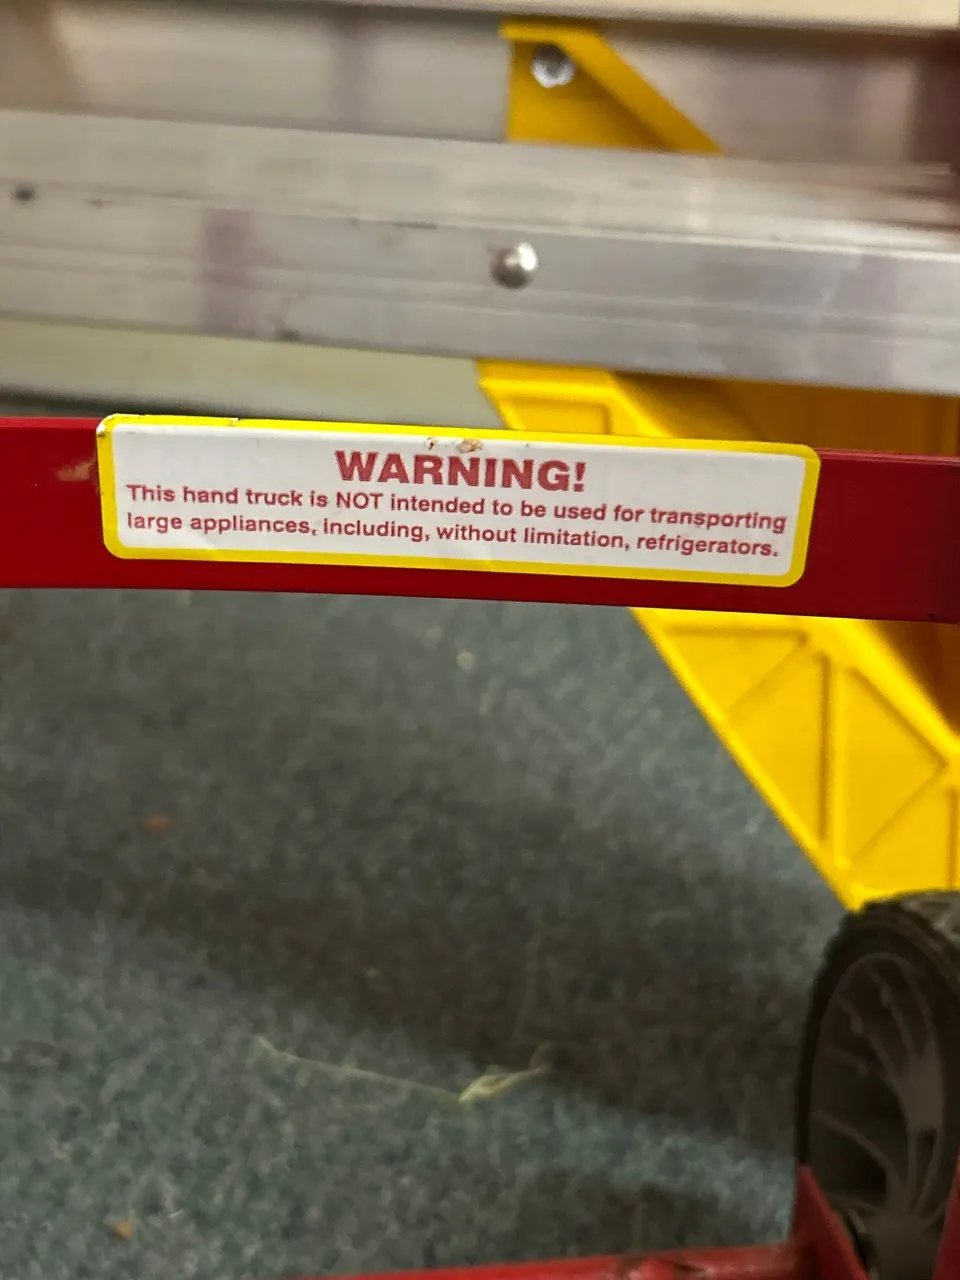 WARNING!
This hand truck is NOT intended to be used for transporting
large appliances, including, without limitation, refrigerators.